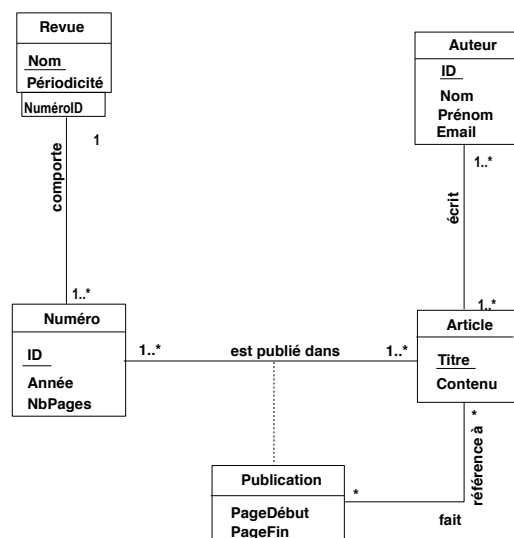 Revue
Nom
Périodicité
NuméroID
1
comporte
1..*
Numéro
ID
Année
NbPages
1..*
est publié dans
1..*
Auteur
ID
Nom
Prénom
Email
1..*
écrit
1..*
Article
Titre
Contenu
*
référence à
fait
*
Publication
PageDébut
PageFin